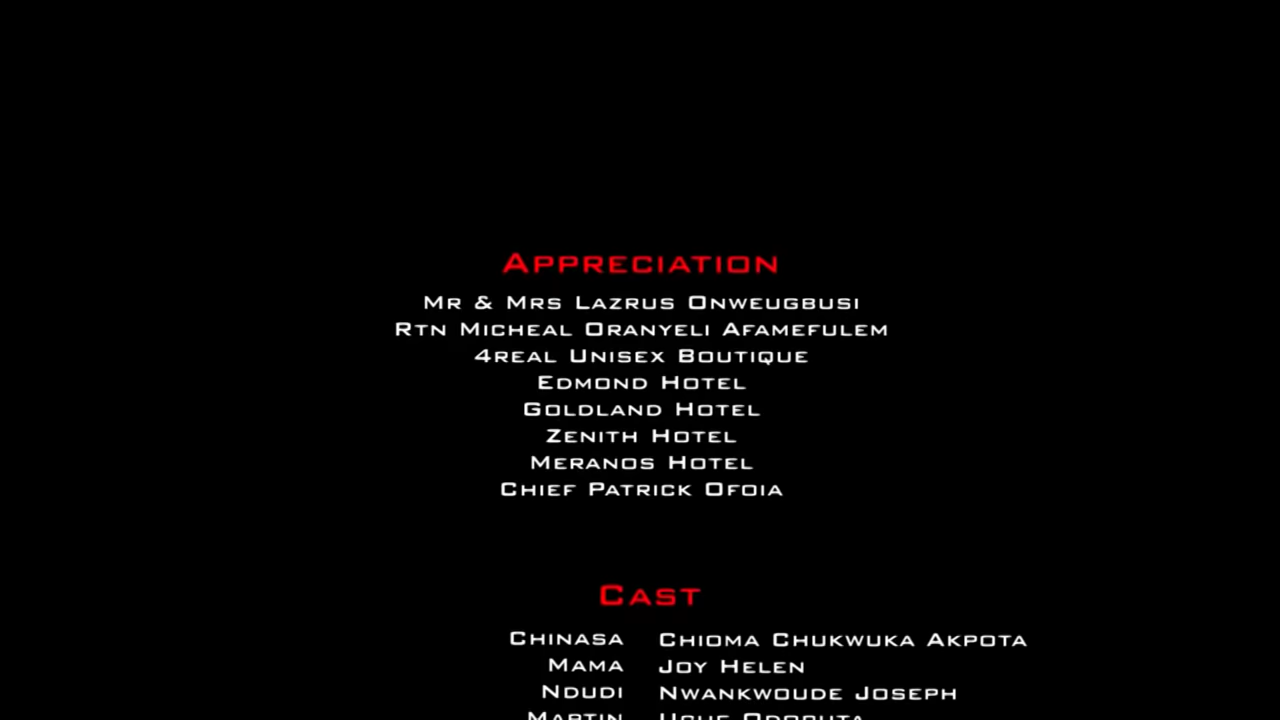 Appreciation
Mr & Mrs Lazrus Onweugbusi
Rtn Micheal Oranyeli Afamefulem
4real Unisex Boutique
Edmond Hotel
Goldland Hotel
Zenith Hotel
Meranos Hotel
Chief Patrick Ofoia
Cast
Chinasa Chioma Chukwuka Akpota
Mama Joy Helen
Ndudi Nwankwoude Joseph
Martin